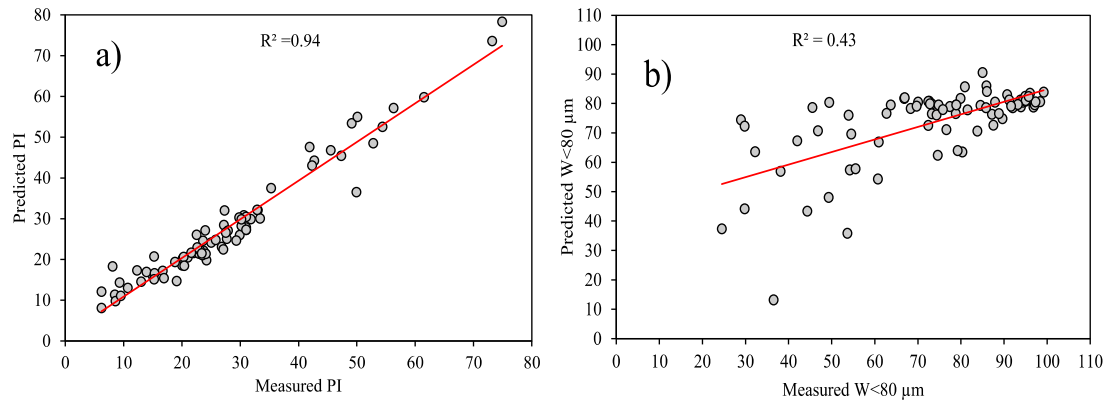 a)
R² =0.94
Predicted PI
80
70
60
50
40
30
20
10
0
0 10 20 30 40 50 60 70 80
Measured PI
b)
R² = 0.43
Predicted W<80 µm
110
100
90
80
70
60
50
40
30
20
10
0
0 10 20 30 40 50 60 70 80 90 100 110
Measured W<80 µm